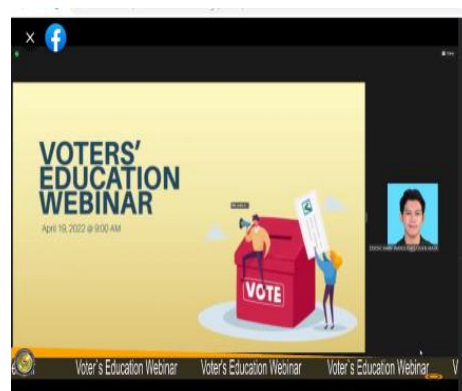 VOTERS'
EDUCATION
WEBINAR
April 19, 2022 @ 9:00 AM
VOTE
Voter's Education Webinar Voter's Education Webinar Voter's Education Webinar V